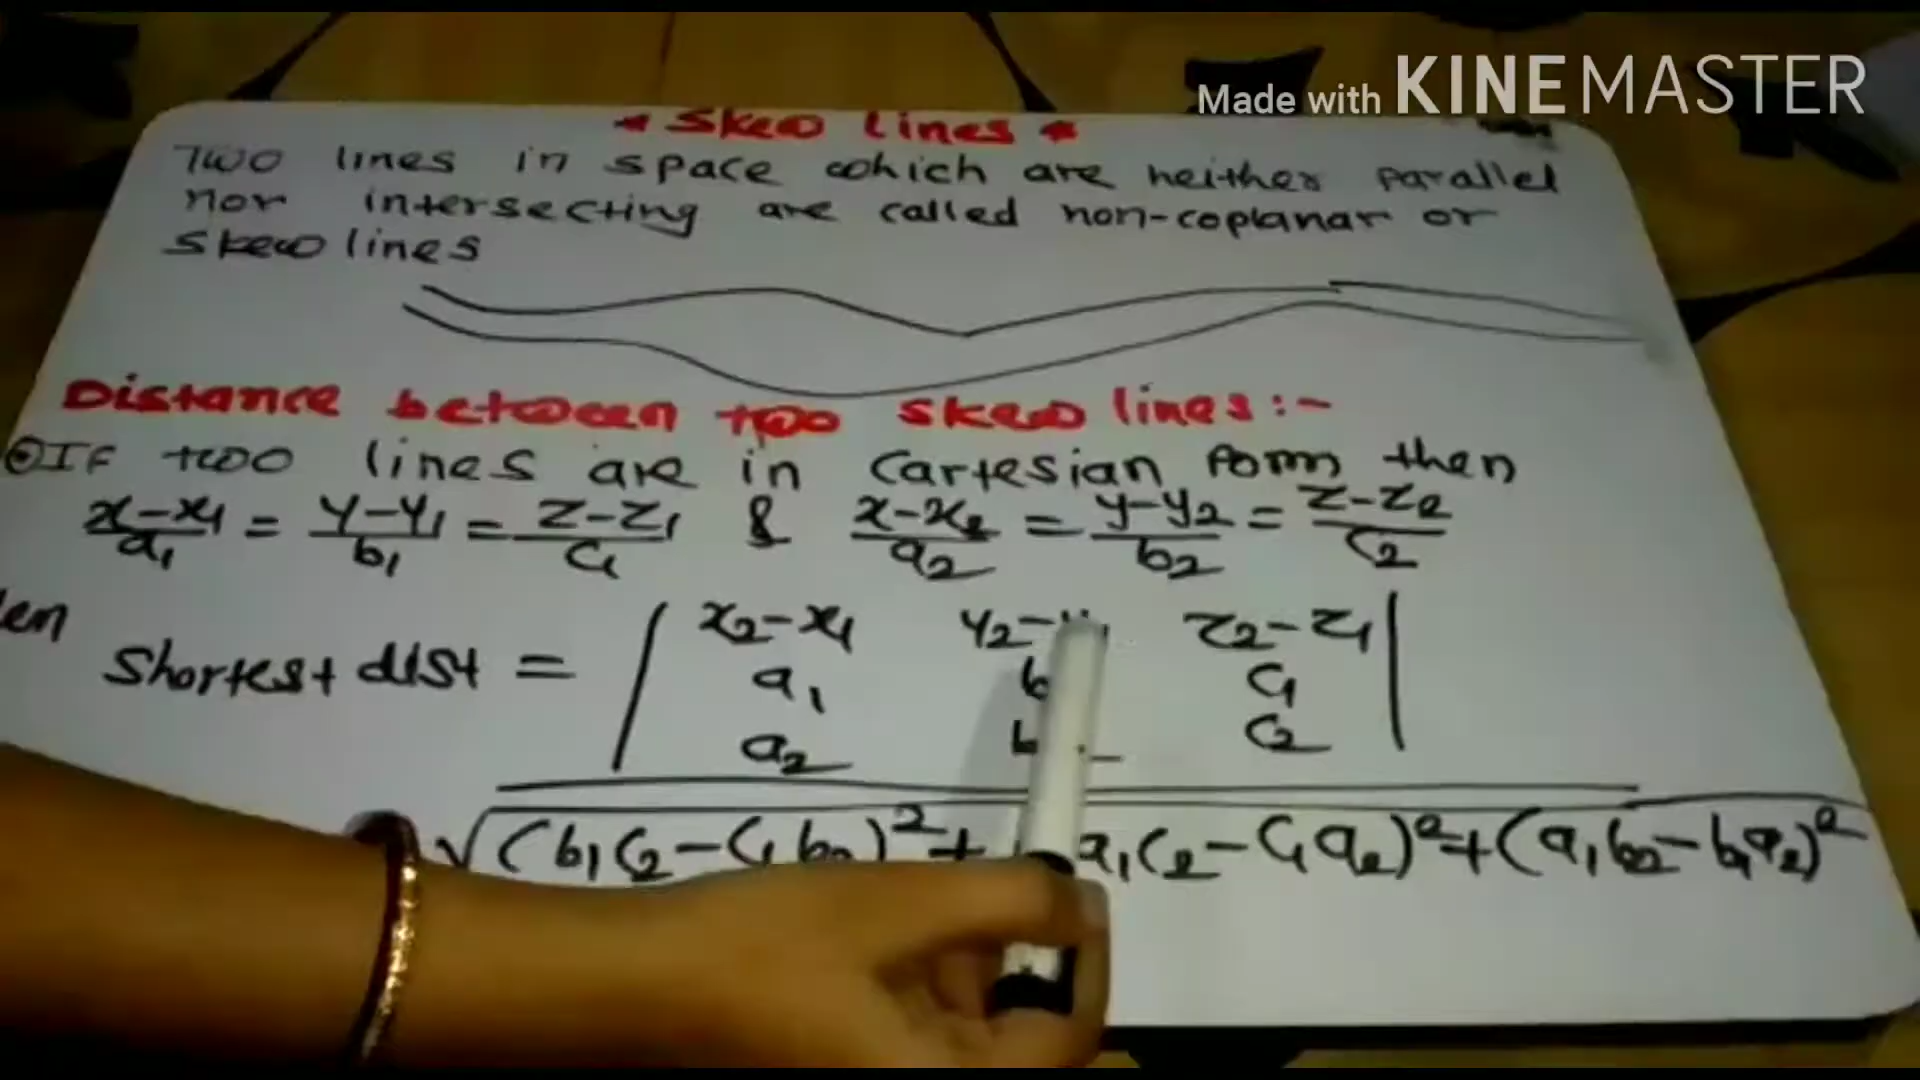 Made with KINEMASTER
* Skew lines *
Two lines in space which are neither parallel
nor intersecting are called non-coplanar or
skew lines
Distance between two skew lines:-
If two lines are in Cartesian form then
x-x₁/a₁ = y-y₁/b₁ = z-z₁/c₁ & x-x₂/a₂ = y-y₂/b₂ = z-z₂/c₂
Shortest dist = | x₂-x₁ y₂- z₂-z₁ |
a₁ b c₁
a₂ b c₂
√(b₁c₂-c₁b₂)²+ a₁c₂-c₁a₂)²+(a₁b₂-b₁a₂)²